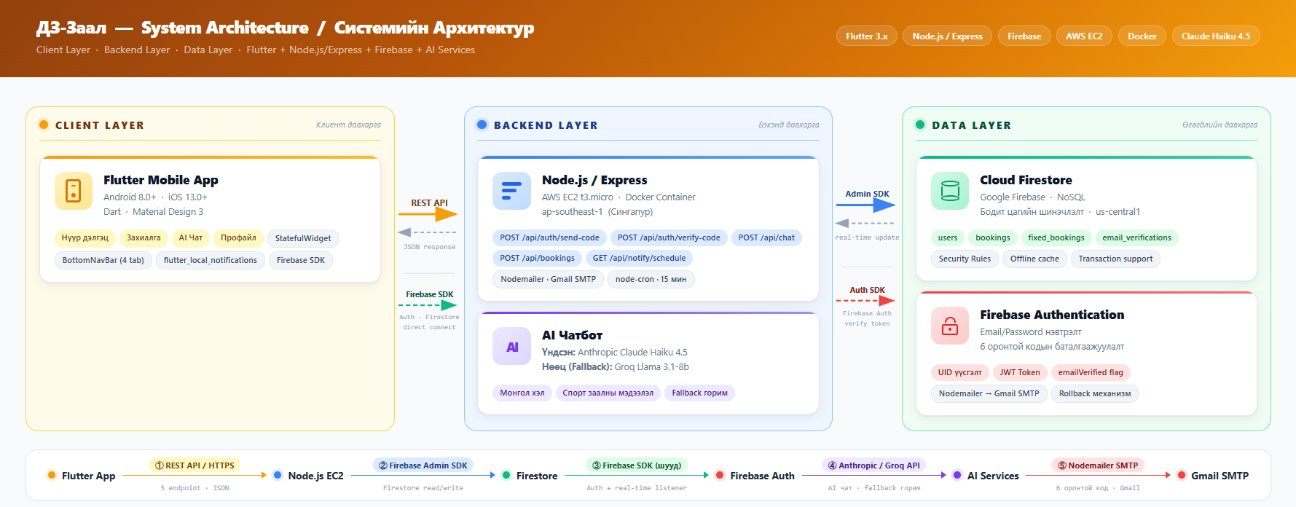 ДЗ-Заал — System Architecture / Системийн Архитектур
Client Layer · Backend Layer · Data Layer · Flutter + Node.js/Express + Firebase + AI Services
Flutter 3.x
Node.js / Express
Firebase
AWS EC2
Docker
Claude Haiku 4.5
CLIENT LAYER
Клиент давхарга
Flutter Mobile App
Android 8.0+ · iOS 13.0+
Dart · Material Design 3
Нүүр дэлгэц
Захиалга
AI Чат
Профайл
StatefulWidget
BottomNavBar (4 tab)
flutter_local_notifications
Firebase SDK
REST API
JSON response
Firebase SDK
Auth · Firestore
direct connect
BACKEND LAYER
Бэкэнд давхарга
Node.js / Express
AWS EC2 t3.micro · Docker Container
ap-southeast-1 (Сингапур)
POST /api/auth/send-code
POST /api/auth/verify-code
POST /api/chat
POST /api/bookings
GET /api/notify/schedule
Nodemailer · Gmail SMTP
node-cron · 15 мин
AI
AI Чатбот
Үндсэн: Anthropic Claude Haiku 4.5
Нөөц (Fallback): Groq Llama 3.1-8b
Монгол хэл
Спорт заалны мэдээлэл
Fallback горим
Admin SDK
real-time update
Auth SDK
Firebase Auth
verify token
DATA LAYER
Өгөгдлийн давхарга
Cloud Firestore
Google Firebase · NoSQL
Бодит цагийн шинэчлэлт · us-central1
users
bookings
fixed_bookings
email_verifications
Security Rules
Offline cache
Transaction support
Firebase Authentication
Email/Password нэвтрэлт
6 оронтой кодын баталгаажуулалт
UID үүсгэлт
JWT Token
emailVerified flag
Nodemailer → Gmail SMTP
Rollback механизм
Flutter App
① REST API / HTTPS
5 endpoint · JSON
Node.js EC2
② Firebase Admin SDK
Firestore read/write
Firestore
③ Firebase SDK (шууд)
Auth + real-time listener
Firebase Auth
④ Anthropic / Groq API
AI чат · fallback горим
AI Services
⑤ Nodemailer SMTP
6 оронтой код · Gmail
Gmail SMTP